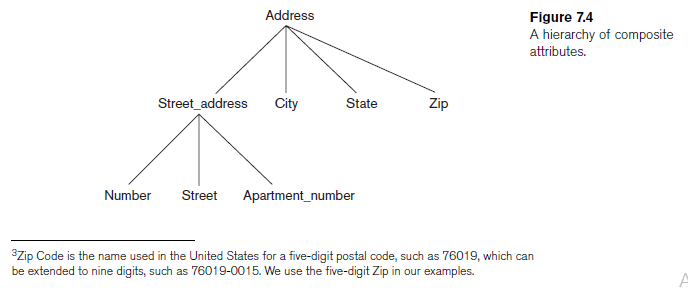 Address
Figure 7.4
A hierarchy of composite
attributes.
Street_address City State Zip
Number Street Apartment_number
3Zip Code is the name used in the United States for a five-digit postal code, such as 76019, which can
be extended to nine digits, such as 76019-0015. We use the five-digit Zip in our examples.
A